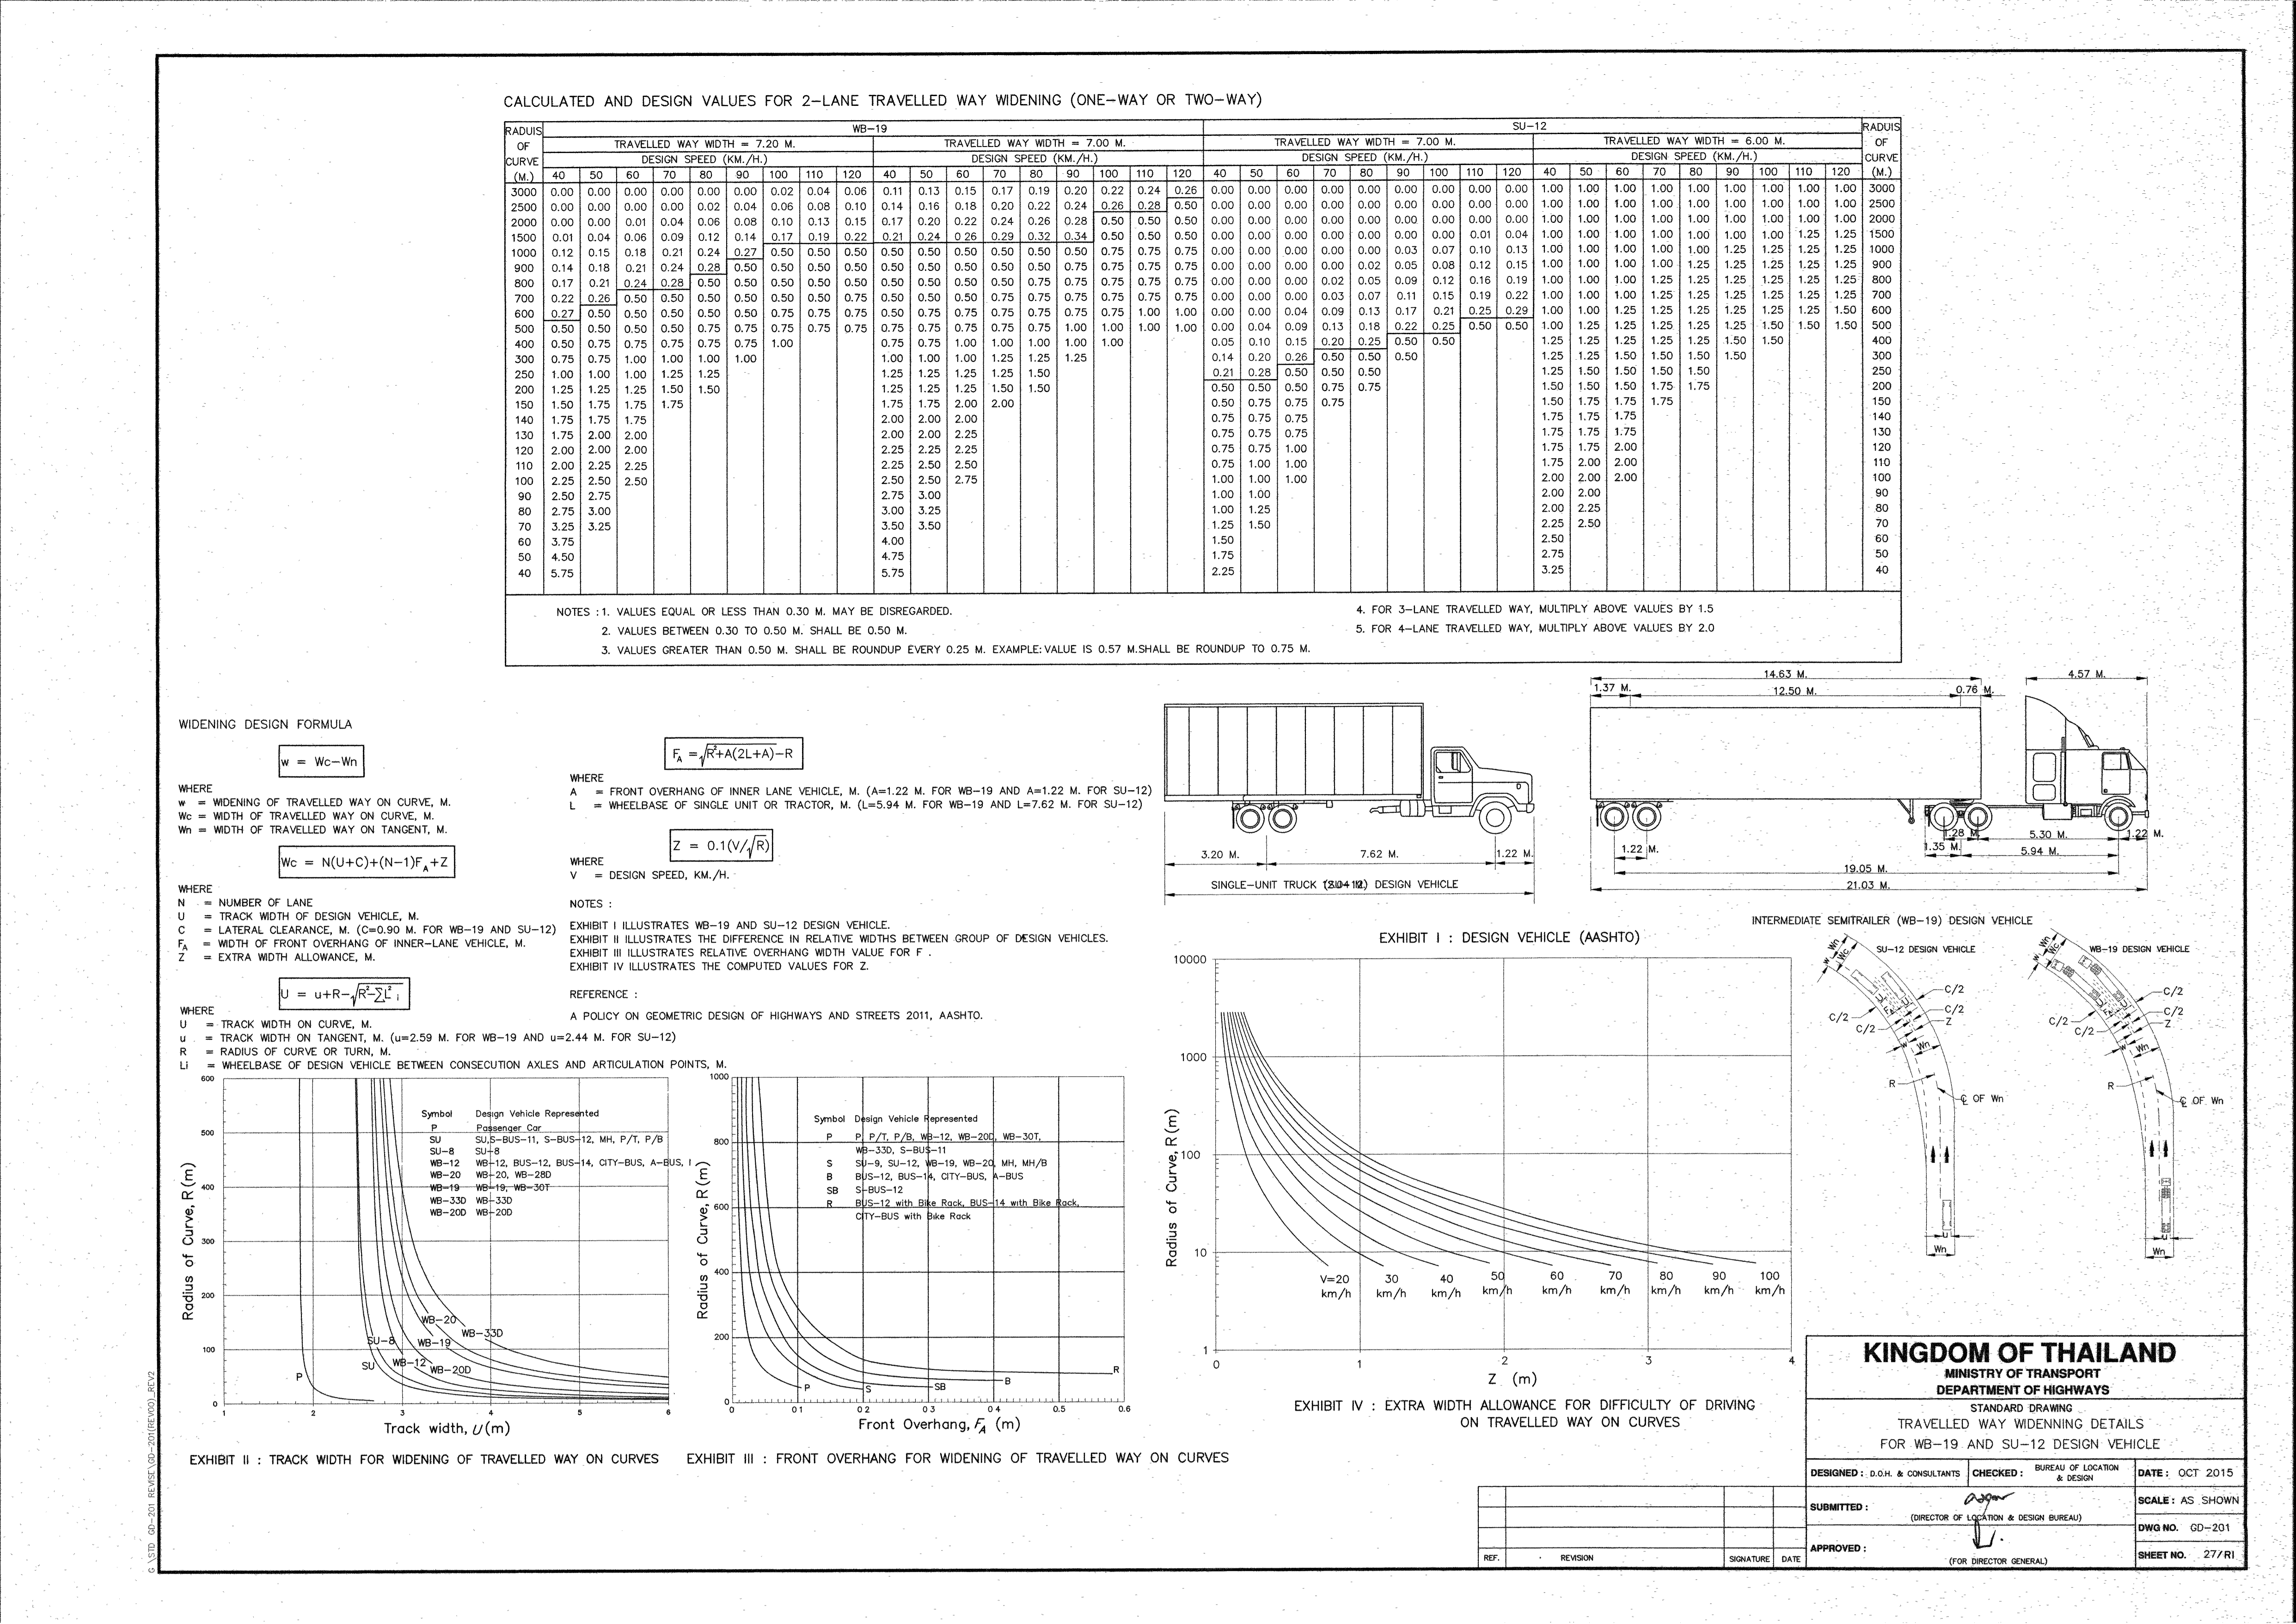 CALCULATED AND DESIGN VALUES FOR 2-LANE TRAVELLED WAY WIDENING (ONE-WAY OR TWO-WAY)
RADUIS OF CURVE (M.) WB-19 SU-12 RADUIS OF CURVE (M.)
TRAVELLED WAY WIDTH = 7.20 M. TRAVELLED WAY WIDTH = 7.00 M. TRAVELLED WAY WIDTH = 7.00 M. TRAVELLED WAY WIDTH = 6.00 M.
DESIGN SPEED (KM./H.) DESIGN SPEED (KM./H.) DESIGN SPEED (KM./H.) DESIGN SPEED (KM./H.)
40 50 60 70 80 90 100 110 120 40 50 60 70 80 90 100 110 120 40 50 60 70 80 90 100 110 120 40 50 60 70 80 90 100 110 120
3000 0.00 0.00 0.00 0.00 0.00 0.00 0.02 0.04 0.06 0.11 0.13 0.15 0.17 0.19 0.20 0.22 0.24 0.26 0.00 0.00 0.00 0.00 0.00 0.00 0.00 0.00 0.00 1.00 1.00 1.00 1.00 1.00 1.00 1.00 1.00 1.00 3000
2500 0.00 0.00 0.00 0.00 0.02 0.04 0.06 0.08 0.10 0.14 0.16 0.18 0.20 0.22 0.24 0.26 0.28 0.50 0.00 0.00 0.00 0.00 0.00 0.00 0.00 0.00 0.00 1.00 1.00 1.00 1.00 1.00 1.00 1.00 1.00 1.00 2500
2000 0.00 0.00 0.01 0.04 0.06 0.08 0.10 0.13 0.15 0.17 0.20 0.22 0.24 0.26 0.28 0.50 0.50 0.50 0.00 0.00 0.00 0.00 0.00 0.00 0.00 0.00 0.00 1.00 1.00 1.00 1.00 1.00 1.00 1.00 1.00 1.00 2000
1500 0.01 0.04 0.06 0.09 0.12 0.14 0.17 0.19 0.22 0.21 0.24 0.26 0.29 0.32 0.34 0.50 0.50 0.50 0.00 0.00 0.00 0.00 0.00 0.00 0.00 0.01 0.04 1.00 1.00 1.00 1.00 1.00 1.00 1.00 1.25 1.25 1500
1000 0.12 0.15 0.18 0.21 0.24 0.27 0.50 0.50 0.50 0.50 0.50 0.50 0.50 0.50 0.50 0.75 0.75 0.75 0.00 0.00 0.00 0.00 0.00 0.03 0.07 0.10 0.13 1.00 1.00 1.00 1.00 1.00 1.25 1.25 1.25 1.25 1000
900 0.14 0.18 0.21 0.24 0.28 0.50 0.50 0.50 0.50 0.50 0.50 0.50 0.50 0.50 0.75 0.75 0.75 0.75 0.00 0.00 0.00 0.00 0.02 0.05 0.08 0.12 0.15 1.00 1.00 1.00 1.00 1.25 1.25 1.25 1.25 1.25 900
800 0.17 0.21 0.24 0.28 0.50 0.50 0.50 0.50 0.50 0.50 0.50 0.50 0.50 0.75 0.75 0.75 0.75 0.75 0.00 0.00 0.00 0.02 0.05 0.09 0.12 0.16 0.19 1.00 1.00 1.00 1.25 1.25 1.25 1.25 1.25 1.25 800
700 0.22 0.26 0.50 0.50 0.50 0.50 0.50 0.50 0.75 0.50 0.50 0.50 0.75 0.75 0.75 0.75 0.75 0.75 0.00 0.00 0.00 0.03 0.07 0.11 0.15 0.19 0.22 1.00 1.00 1.00 1.25 1.25 1.25 1.25 1.25 1.25 700
600 0.27 0.50 0.50 0.50 0.50 0.50 0.75 0.75 0.75 0.50 0.75 0.75 0.75 0.75 0.75 0.75 1.00 1.00 0.00 0.00 0.04 0.09 0.13 0.17 0.21 0.25 0.29 1.00 1.00 1.25 1.25 1.25 1.25 1.25 1.25 1.50 600
500 0.50 0.50 0.50 0.50 0.75 0.75 0.75 0.75 0.75 0.75 0.75 0.75 0.75 0.75 1.00 1.00 1.00 1.00 0.00 0.04 0.09 0.13 0.18 0.22 0.25 0.50 0.50 1.00 1.25 1.25 1.25 1.25 1.25 1.50 1.50 1.50 500
400 0.50 0.75 0.75 0.75 0.75 0.75 1.00 0.75 0.75 1.00 1.00 1.00 1.00 1.00 0.05 0.10 0.15 0.20 0.25 0.50 0.50 1.25 1.25 1.25 1.25 1.25 1.50 1.50 400
300 0.75 0.75 1.00 1.00 1.00 1.00 1.00 1.00 1.00 1.25 1.25 1.25 0.14 0.20 0.26 0.50 0.50 0.50 1.25 1.25 1.50 1.50 1.50 1.50 300
250 1.00 1.00 1.00 1.25 1.25 1.25 1.25 1.25 1.25 1.50 0.21 0.28 0.50 0.50 0.50 1.25 1.50 1.50 1.50 1.50 250
200 1.25 1.25 1.25 1.50 1.50 1.25 1.25 1.25 1.50 1.50 0.50 0.50 0.50 0.75 0.75 1.50 1.50 1.50 1.75 1.75 200
150 1.50 1.75 1.75 1.75 1.75 1.75 2.00 2.00 0.50 0.75 0.75 0.75 1.50 1.75 1.75 1.75 150
140 1.75 1.75 1.75 2.00 2.00 2.00 0.75 0.75 0.75 1.75 1.75 1.75 140
130 1.75 2.00 2.00 2.00 2.00 2.25 0.75 0.75 0.75 1.75 1.75 1.75 130
120 2.00 2.00 2.00 2.25 2.25 2.25 0.75 0.75 1.00 1.75 1.75 2.00 120
110 2.00 2.25 2.25 2.25 2.50 2.50 0.75 1.00 1.00 1.75 2.00 2.00 110
100 2.25 2.50 2.50 2.50 2.50 2.75 1.00 1.00 1.00 2.00 2.00 2.00 100
90 2.50 2.75 2.75 3.00 1.00 1.00 2.00 2.00 90
80 2.75 3.00 3.00 3.25 1.00 1.25 2.00 2.25 80
70 3.25 3.25 3.50 3.50 1.25 1.50 2.25 2.50 70
60 3.75 4.00 1.50 2.50 60
50 4.50 4.75 1.75 2.75 50
40 5.75 5.75 2.25 3.25 40
NOTES : 1. VALUES EQUAL OR LESS THAN 0.30 M. MAY BE DISREGARDED.
2. VALUES BETWEEN 0.30 TO 0.50 M. SHALL BE 0.50 M.
3. VALUES GREATER THAN 0.50 M. SHALL BE ROUNDUP EVERY 0.25 M. EXAMPLE: VALUE IS 0.57 M.SHALL BE ROUNDUP TO 0.75 M.
4. FOR 3-LANE TRAVELLED WAY, MULTIPLY ABOVE VALUES BY 1.5
5. FOR 4-LANE TRAVELLED WAY, MULTIPLY ABOVE VALUES BY 2.0
WIDENING DESIGN FORMULA
w = Wc-Wn
WHERE
w = WIDENING OF TRAVELLED WAY ON CURVE, M.
Wc = WIDTH OF TRAVELLED WAY ON CURVE, M.
Wn = WIDTH OF TRAVELLED WAY ON TANGENT, M.
Wc = N(U+C)+(N-1)FA+Z
WHERE
N = NUMBER OF LANE
U = TRACK WIDTH OF DESIGN VEHICLE, M.
C = LATERAL CLEARANCE, M. (C=0.90 M. FOR WB-19 AND SU-12)
FA = WIDTH OF FRONT OVERHANG OF INNER-LANE VEHICLE, M.
Z = EXTRA WIDTH ALLOWANCE, M.
U = u+R-√R²-∑L²i
WHERE
U = TRACK WIDTH ON CURVE, M.
u = TRACK WIDTH ON TANGENT, M. (u=2.59 M. FOR WB-19 AND u=2.44 M. FOR SU-12)
R = RADIUS OF CURVE OR TURN, M.
Li = WHEELBASE OF DESIGN VEHICLE BETWEEN CONSECUTION AXLES AND ARTICULATION POINTS, M.
FA = √R²+A(2L+A)-R
WHERE
A = FRONT OVERHANG OF INNER LANE VEHICLE, M. (A=1.22 M. FOR WB-19 AND A=1.22 M. FOR SU-12)
L = WHEELBASE OF SINGLE UNIT OR TRACTOR, M. (L=5.94 M. FOR WB-19 AND L=7.62 M. FOR SU-12)
Z = 0.1(V/√R)
WHERE
V = DESIGN SPEED, KM./H.
NOTES :
EXHIBIT I ILLUSTRATES WB-19 AND SU-12 DESIGN VEHICLE.
EXHIBIT II ILLUSTRATES THE DIFFERENCE IN RELATIVE WIDTHS BETWEEN GROUP OF DESIGN VEHICLES.
EXHIBIT III ILLUSTRATES RELATIVE OVERHANG WIDTH VALUE FOR F .
EXHIBIT IV ILLUSTRATES THE COMPUTED VALUES FOR Z.
REFERENCE :
A POLICY ON GEOMETRIC DESIGN OF HIGHWAYS AND STREETS 2011, AASHTO.
3.20 M. 7.62 M. 1.22 M.
SINGLE-UNIT TRUCK DESIGN VEHICLE
14.63 M. 4.57 M.
1.37 M. 12.50 M. 0.76 M.
1.28 M. 5.30 M. 1.22 M.
1.22 M. 1.35 M. 5.94 M.
19.05 M.
21.03 M.
INTERMEDIATE SEMITRAILER (WB-19) DESIGN VEHICLE
EXHIBIT I : DESIGN VEHICLE (AASHTO)
600 500 400 300 200 100 0
Radius of Curve, R (m)
Symbol Design Vehicle Represented
P Passenger Car
SU SU,S-BUS-11, S-BUS-12, MH, P/T, P/B
SU-8 SU-8
WB-12 WB-12, BUS-12, BUS-14, CITY-BUS, A-BUS,
WB-20 WB-20, WB-28D
WB-19 WB-19, WB-30T
WB-33D WB-33D
WB-20D WB-20D
WB-20
WB-33D
SU-8 WB-19
SU WB-12 WB-20D
P
1 2 3 4 5 6
Track width, U (m)
EXHIBIT II : TRACK WIDTH FOR WIDENING OF TRAVELLED WAY ON CURVES
1000 800 600 400 200 0
Radius of Curve, R (m)
Symbol Design Vehicle Represented
P P, P/T, P/B, WB-12, WB-20D, WB-30T,
WB-33D, S-BUS-11
S SU-9, SU-12, WB-19, WB-20, MH, MH/B
B BUS-12, BUS-14, CITY-BUS, A-BUS
SB S-BUS-12
R BUS-12 with Bike Rack, BUS-14 with Bike Rack,
CITY-BUS with Bike Rack
P S SB B R
0 0 1 0 2 0 3 0 4 0 5 0.6
Front Overhang, FA (m)
EXHIBIT III : FRONT OVERHANG FOR WIDENING OF TRAVELLED WAY ON CURVES
10000 1000 100 10 1
Radius of Curve, R (m)
V=20 30 40 50 60 70 80 90 100
km/h km/h km/h km/h km/h km/h km/h km/h km/h
0 1 2 3 4
Z (m)
EXHIBIT IV : EXTRA WIDTH ALLOWANCE FOR DIFFICULTY OF DRIVING
ON TRAVELLED WAY ON CURVES
SU-12 DESIGN VEHICLE
Wn Wc w
C/2 C/2 C/2 C/2 Z
U FA U
w Wn
R
℄ OF Wn
u
Wn
WB-19 DESIGN VEHICLE
Wn Wc w
C/2 C/2 C/2 C/2 Z
U FA U
w Wn
R
℄ OF Wn
u
Wn
KINGDOM OF THAILAND
MINISTRY OF TRANSPORT
DEPARTMENT OF HIGHWAYS
STANDARD DRAWING
TRAVELLED WAY WIDENNING DETAILS
FOR WB-19 AND SU-12 DESIGN VEHICLE
DESIGNED : D.O.H. & CONSULTANTS CHECKED : BUREAU OF LOCATION & DESIGN DATE : OCT 2015
SUBMITTED : (DIRECTOR OF LOCATION & DESIGN BUREAU) SCALE : AS SHOWN
DWG NO. GD-201
APPROVED : (FOR DIRECTOR GENERAL) SHEET NO. 27/R1
REF. REVISION SIGNATURE DATE
G \STD GD-201 REVISE\GD-201(REV00)_REV2